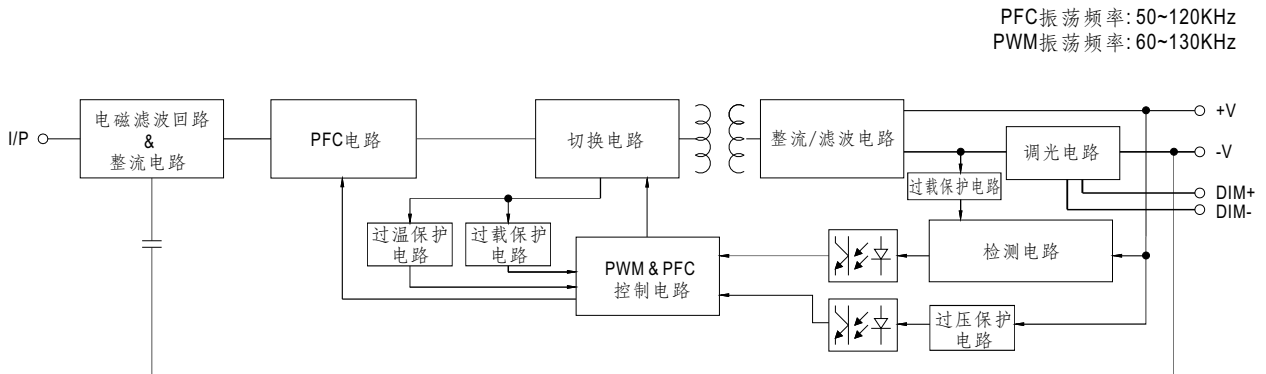 PFC振荡频率: 50~120KHz
PWM振荡频率: 60~130KHz
I/P
电磁滤波回路
&
整流电路
PFC电路
切换电路
整流/滤波电路
调光电路
+V
-V
DIM+
DIM-
过载保护电路
过温保护
电路
过载保护
电路
PWM & PFC
控制电路
检测电路
过压保护
电路